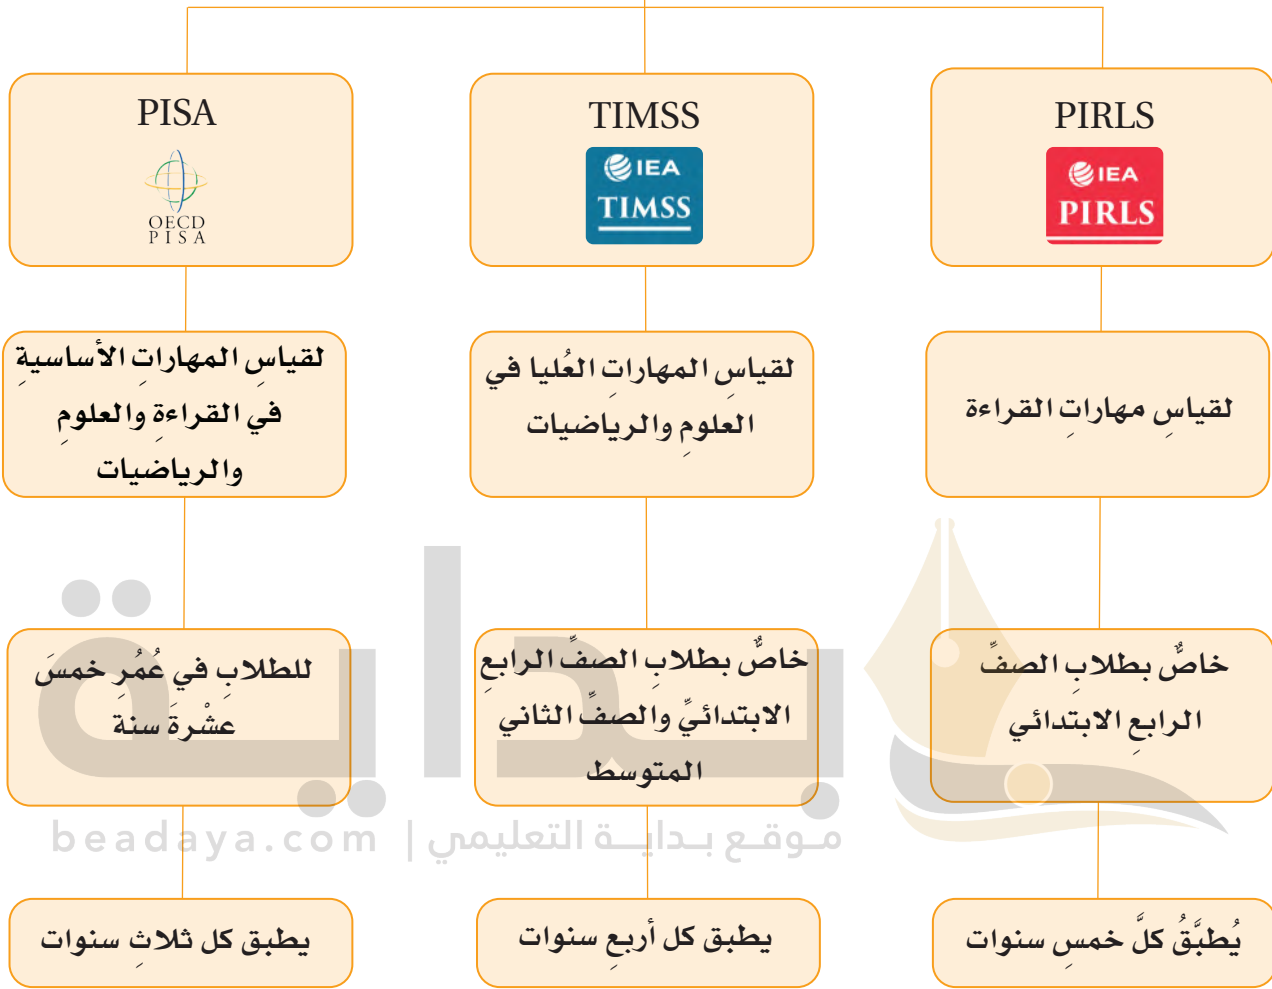 PIRLS
IEA
PIRLS
لقياسِ مهاراتِ القراءة
خاصٌّ بطلابِ الصفِّ
الرابعِ الابتدائي
يُطبَّقُ كلَّ خمسِ سنوات
TIMSS
IEA
TIMSS
لقياسِ المهاراتِ العُليا في
العلومِ والرياضيات
خاصٌّ بطلابِ الصفِّ الرابعِ
الابتدائيِّ والصفِّ الثاني
المتوسط
يطبق كل أربعِ سنوات
PISA
OECD
PISA
لقياسِ المهاراتِ الأساسيةِ
في القراءةِ والعلومِ
والرياضيات
للطلابِ في عُمُرِ خمسَ
عشْرةَ سنة
يطبق كل ثلاثِ سنوات
بداية
موقع بداية التعليمي | beadaya.com